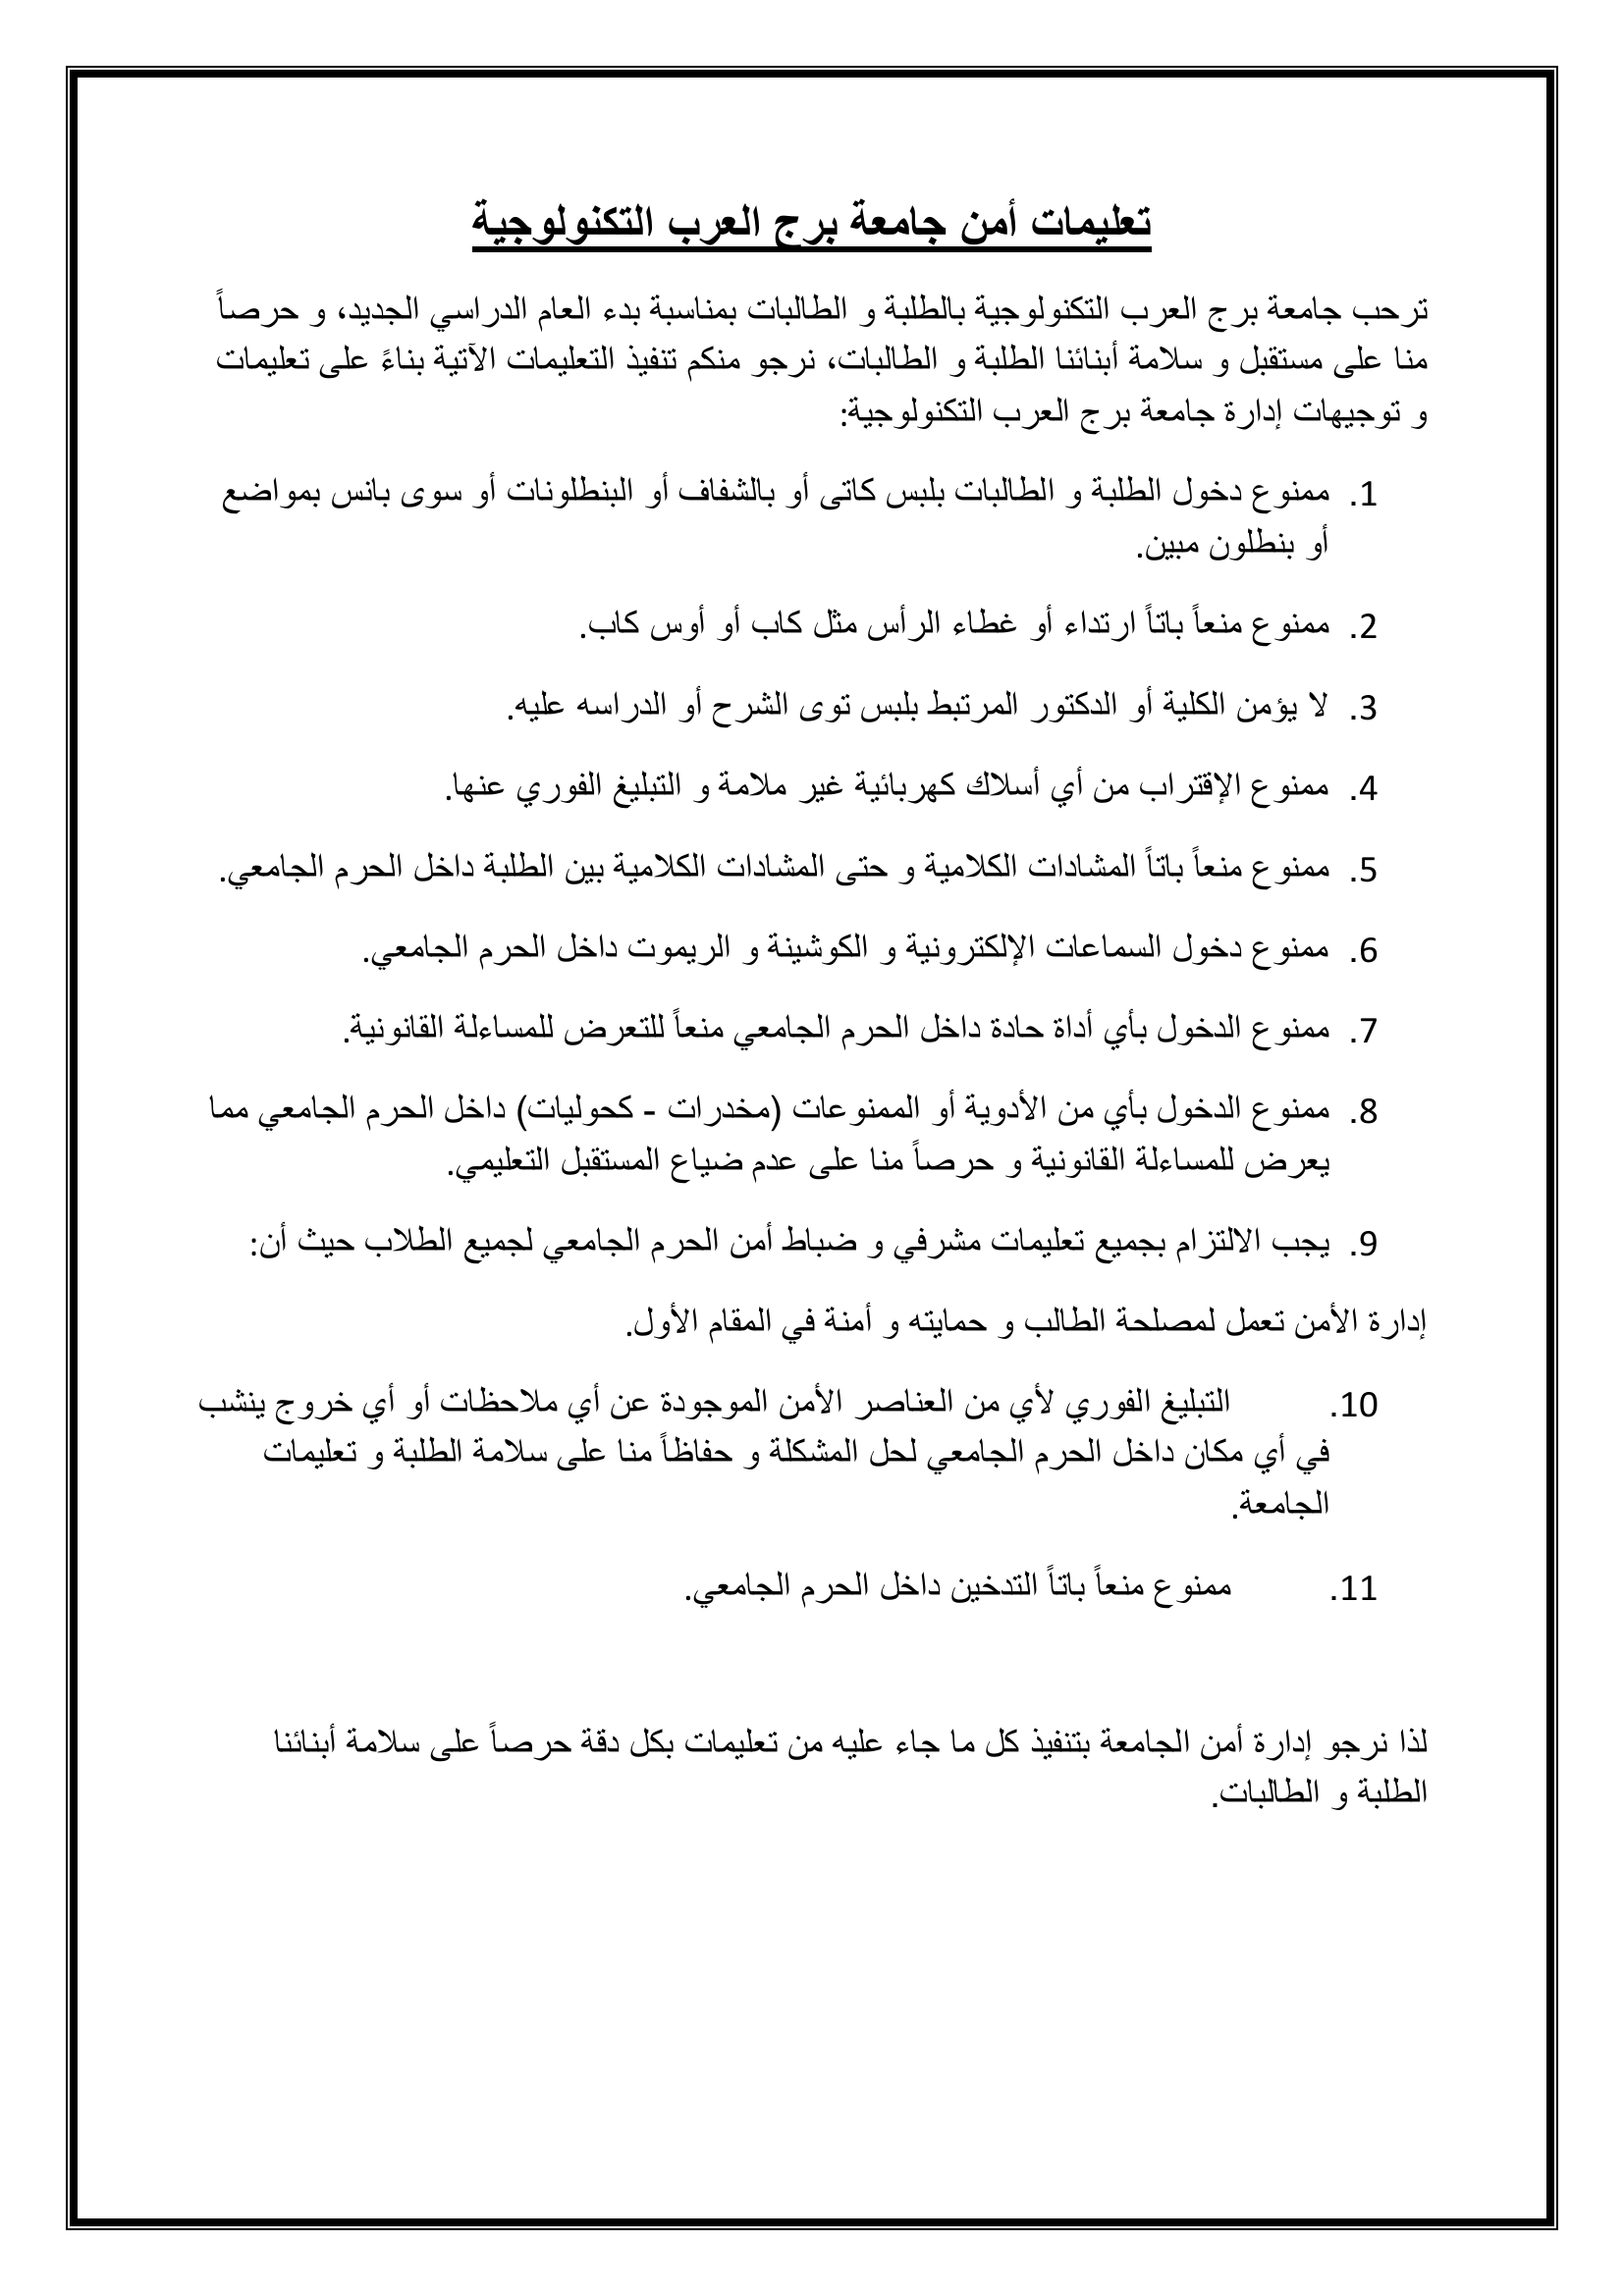 تعليمات أمن جامعة برج العرب التكنولوجية
ترحب جامعة برج العرب التكنولوجية بالطلبة و الطالبات بمناسبة بدء العام الدراسي الجديد، و حرصاً
منا على مستقبل و سلامة أبنائنا الطلبة و الطالبات، نرجو منكم تنفيذ التعليمات الآتية بناءً على تعليمات
و توجيهات إدارة جامعة برج العرب التكنولوجية:
1. ممنوع دخول الطلبة و الطالبات بلبس كاتى أو بالشفاف أو البنطلونات أو سوى بانس بمواضع
أو بنطلون مبين.
2. ممنوع منعاً باتاً ارتداء أو غطاء الرأس مثل كاب أو أوس كاب.
3. لا يؤمن الكلية أو الدكتور المرتبط بلبس توى الشرح أو الدراسه عليه.
4. ممنوع الإقتراب من أي أسلاك كهربائية غير ملامة و التبليغ الفوري عنها.
5. ممنوع منعاً باتاً المشادات الكلامية و حتى المشادات الكلامية بين الطلبة داخل الحرم الجامعي.
6. ممنوع دخول السماعات الإلكترونية و الكوشينة و الريموت داخل الحرم الجامعي.
7. ممنوع الدخول بأي أداة حادة داخل الحرم الجامعي منعاً للتعرض للمساءلة القانونية.
8. ممنوع الدخول بأي من الأدوية أو الممنوعات (مخدرات - كحوليات) داخل الحرم الجامعي مما
يعرض للمساءلة القانونية و حرصاً منا على عدم ضياع المستقبل التعليمي.
9. يجب الالتزام بجميع تعليمات مشرفي و ضباط أمن الحرم الجامعي لجميع الطلاب حيث أن:
إدارة الأمن تعمل لمصلحة الطالب و حمايته و أمنة في المقام الأول.
10. التبليغ الفوري لأي من العناصر الأمن الموجودة عن أي ملاحظات أو أي خروج ينشب
في أي مكان داخل الحرم الجامعي لحل المشكلة و حفاظاً منا على سلامة الطلبة و تعليمات
الجامعة.
11. ممنوع منعاً باتاً التدخين داخل الحرم الجامعي.
لذا نرجو إدارة أمن الجامعة بتنفيذ كل ما جاء عليه من تعليمات بكل دقة حرصاً على سلامة أبنائنا
الطلبة و الطالبات.